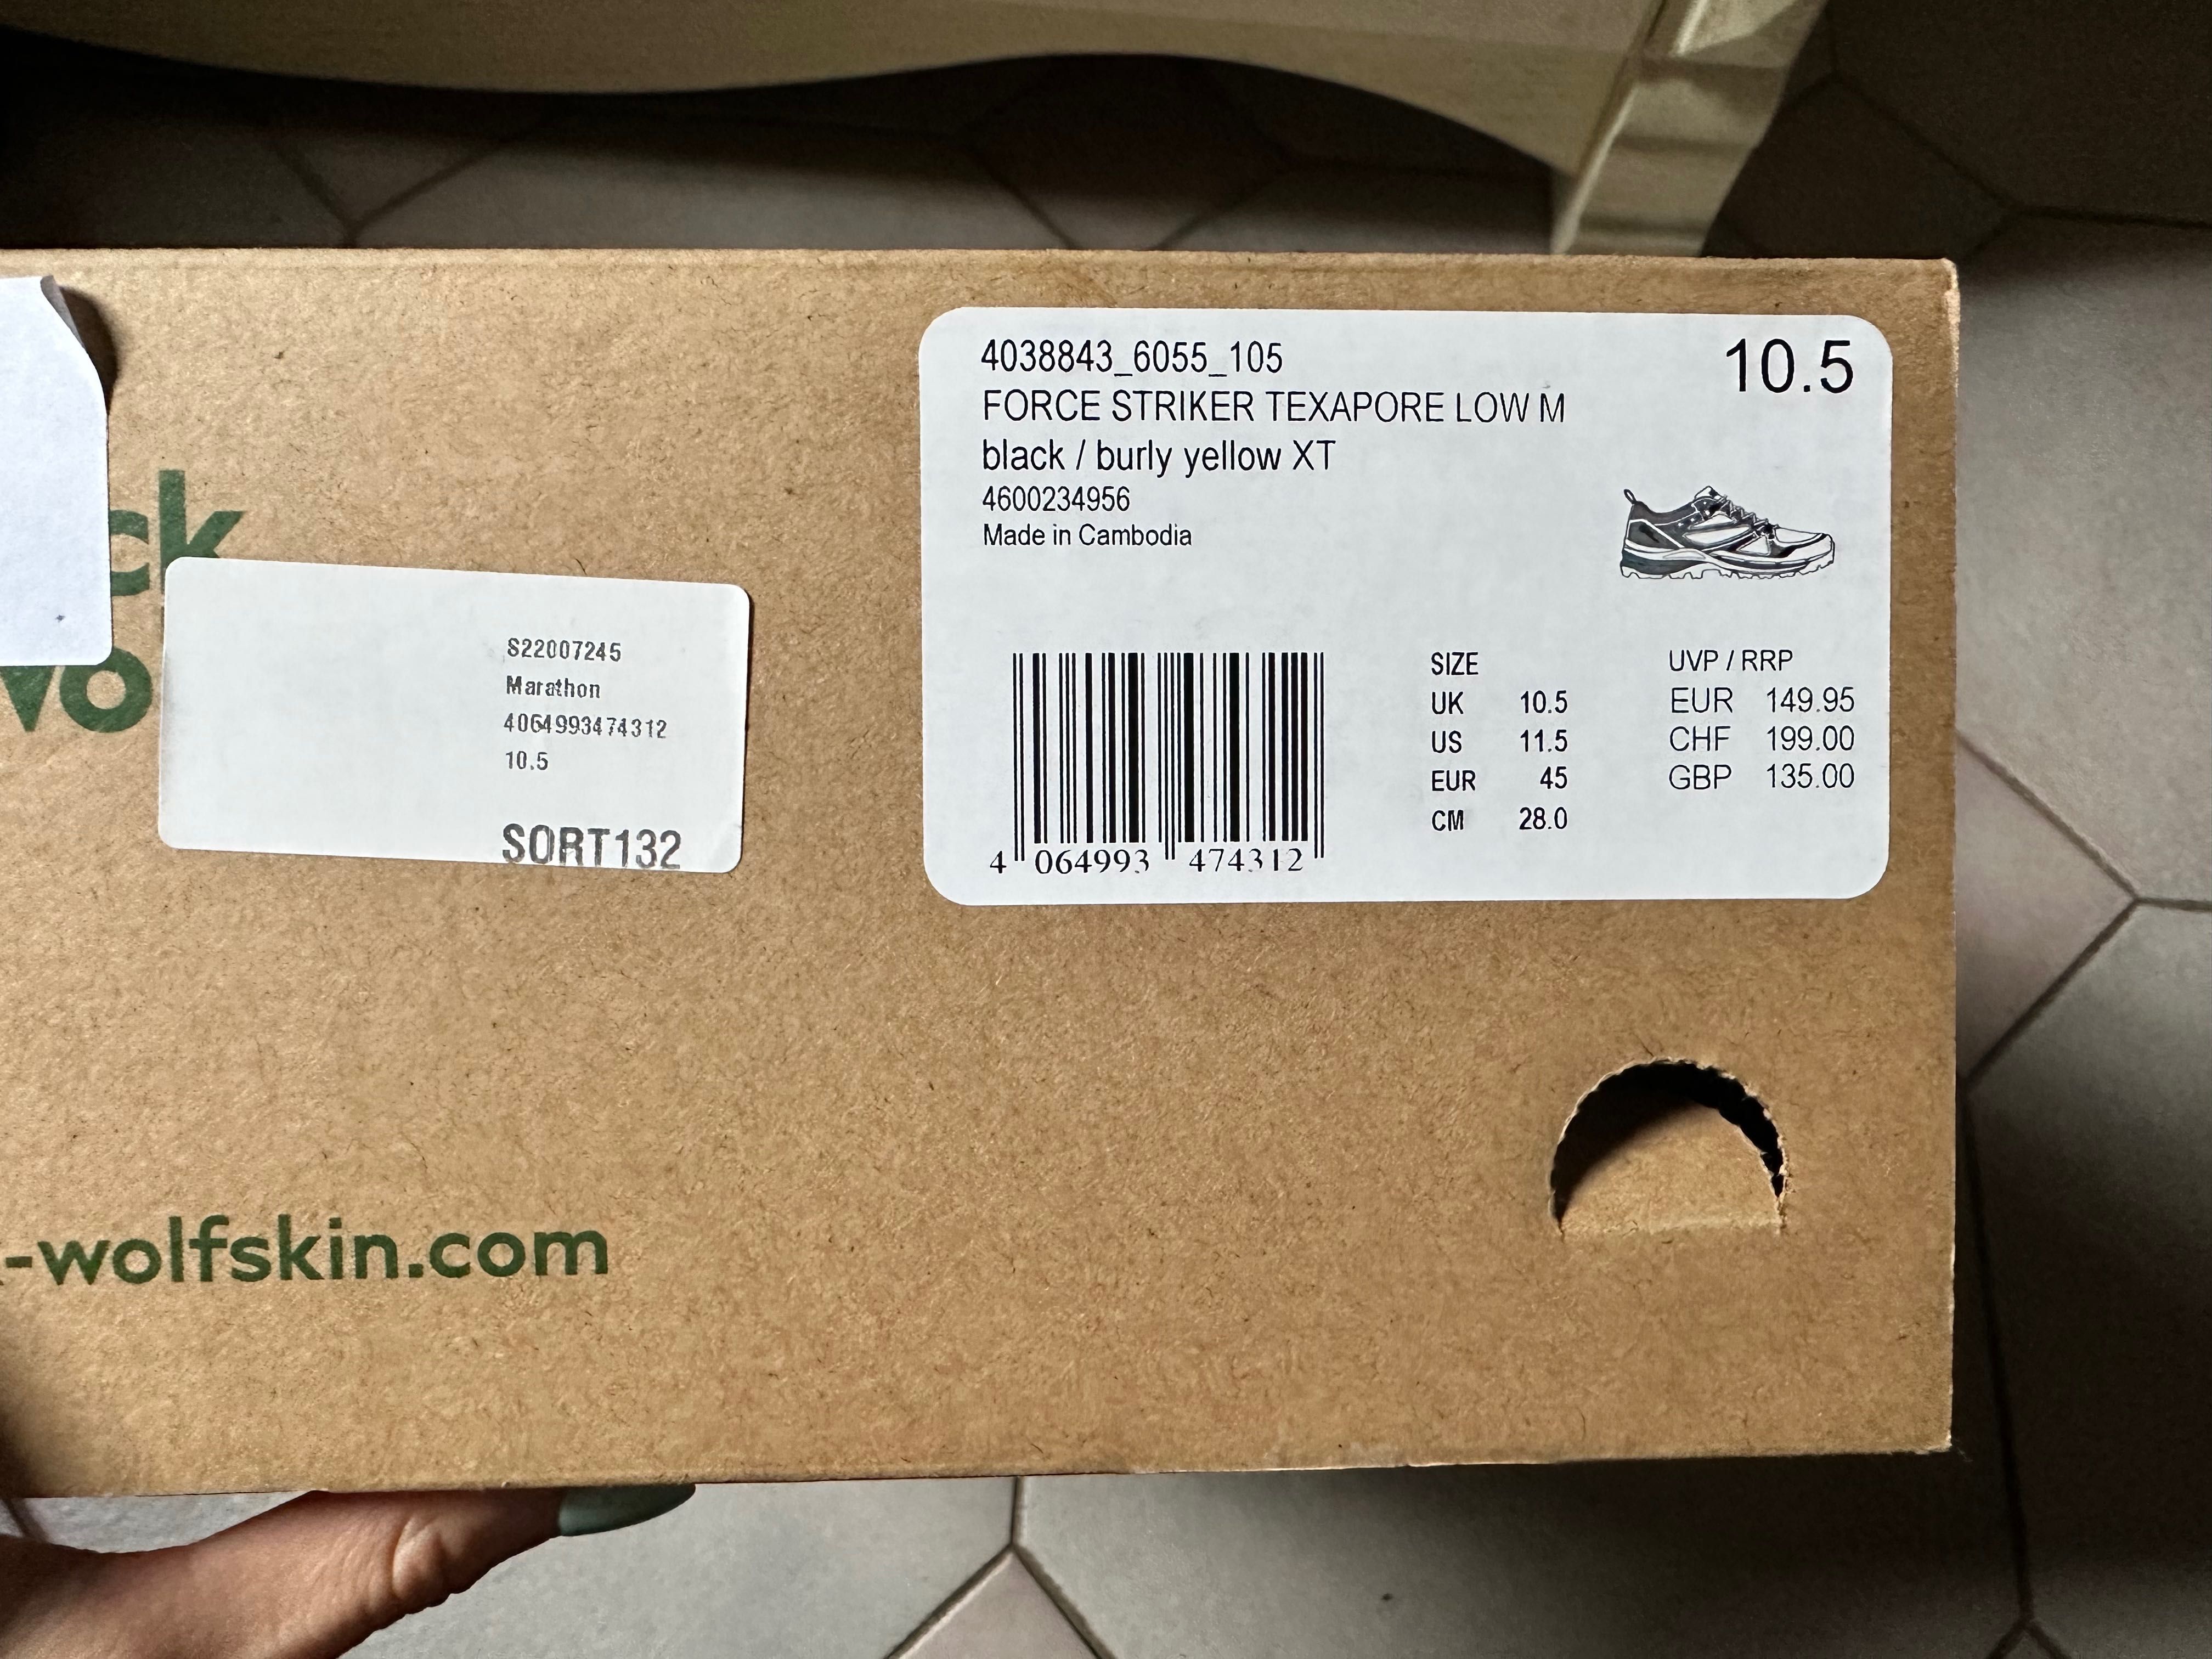 ck
wo
-wolfskin.com
S22007245
Marathon
4064993474312
10.5
SORT132
4038843_6055_105
10.5
FORCE STRIKER TEXAPORE LOW M
black / burly yellow XT
4600234956
Made in Cambodia
4 064993 474312
SIZE
UK 10.5
US 11.5
EUR 45
CM 28.0
UVP / RRP
EUR 149.95
CHF 199.00
GBP 135.00